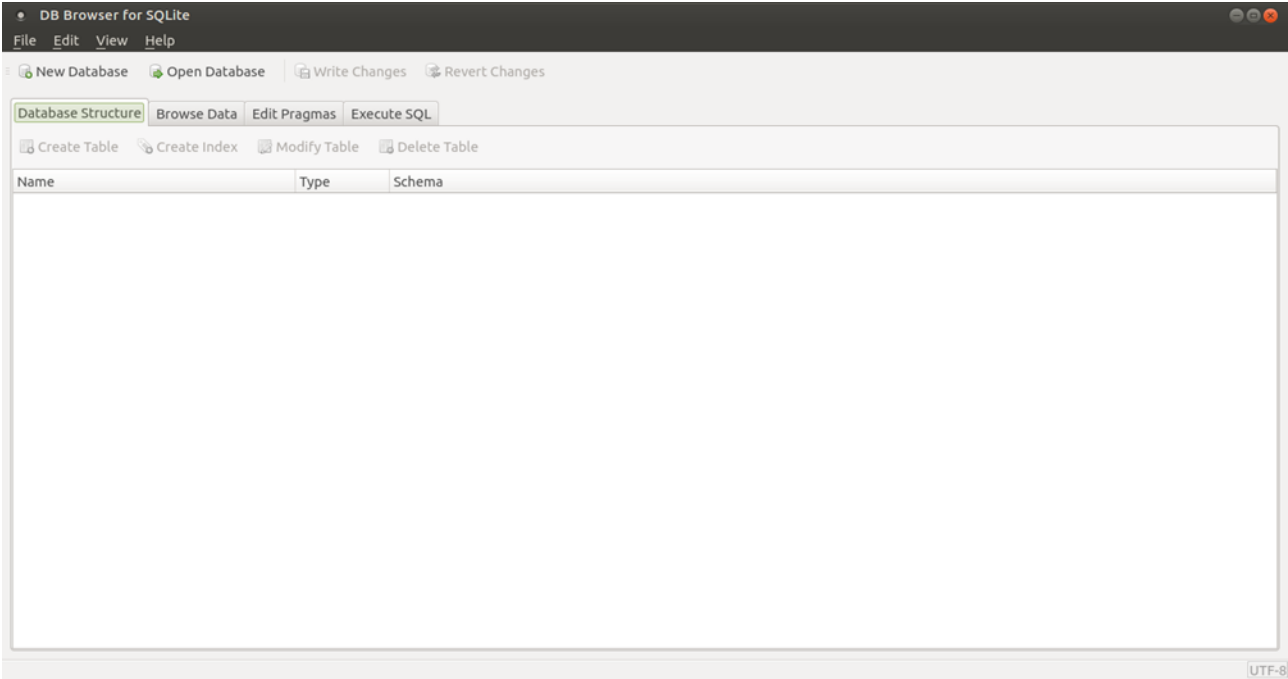 DB Browser for SQLite
File Edit View Help
New Database Open Database Write Changes Revert Changes
Database Structure Browse Data Edit Pragmas Execute SQL
Create Table Create Index Modify Table Delete Table
Name Type Schema
UTF-8